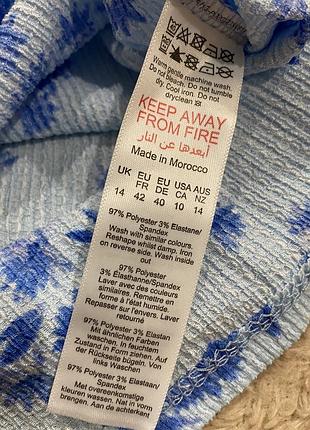 Warm gentle machine wash.
Do not bleach. Do not tumble
dry. Cool iron. Do not
dryclean
KEEP AWAY
FROM FIRE
أبعدها عن النار
Made in Morocco
UK EU EU USA AUS
FR DE CA NZ
14 42 40 10 14
97% Polyester 3% Elastane/
Spandex
Wash with similar colours.
Reshape whilst damp. Iron
on reverse side. Wash inside
out
97% Polyester 3%
Elasthanne/Spandex
Laver avec des couleurs
similaires. Remettre en
forme à l'état humide.
Repasser sur l'envers. Laver
retourné
97% Polyester 3% Elastan
Mit ähnlichen Farben
waschen. In feuchtem
Zustand in Form ziehen. Auf
der Rückseite bügeln. Von
links Waschen
97% Polyester 3% Elastaan/
Spandex
Met overeenkomstige
kleuren wassen. Nat in vorm
brengen. Aan de achterkant